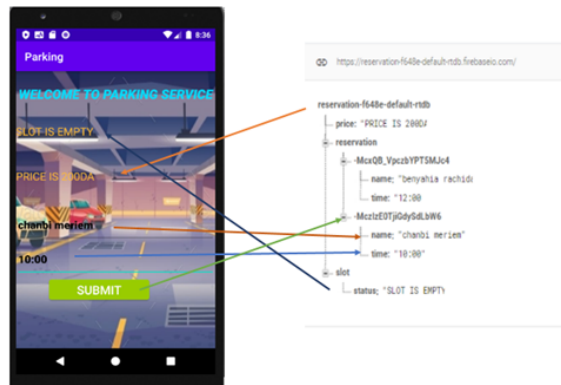 8:36
Parking
WELCOME TO PARKING SERVICE
SLOT IS EMPTY
PRICE IS 200DA
chanbi meriem
10:00
SUBMIT
https://reservation-f648e-default-rtdb.firebaseio.com/
reservation-f648e-default-rtdb
price: "PRICE IS 200DA
reservation
-McxQB_VpczbYPTSMJc4
name: "benyahia rachida
time: "12:00
-MczlzE0TjiGdySdLbW6
name: "chanbi meriem"
time: "10:00"
slot
status: "SLOT IS EMPTY